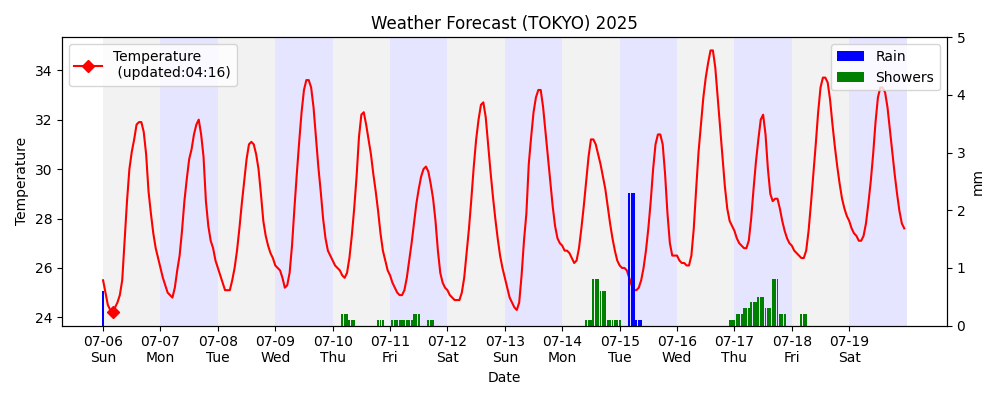 Weather Forecast (TOKYO) 2025
Temperature
(updated:04:16)
Rain
Showers
Temperature
34
32
30
28
26
24
5
4
3
2
1
0
mm
07-06 07-07 07-08 07-09 07-10 07-11 07-12 07-13 07-14 07-15 07-16 07-17 07-18 07-19
Sun Mon Tue Wed Thu Fri Sat Sun Mon Tue Wed Thu Fri Sat
Date